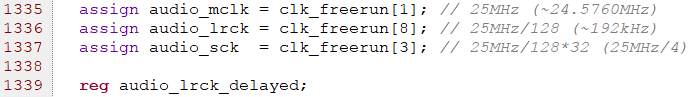 1335 assign audio_mclk = clk_freerun[1]; // 25MHz (~24.5760MHz)
1336 assign audio_lrck = clk_freerun[8]; // 25MHz/128 (~192kHz)
1337 assign audio_sck  = clk_freerun[3]; // 25MHz/128*32 (25MHz/4)
1338
1339 reg audio_lrck_delayed;